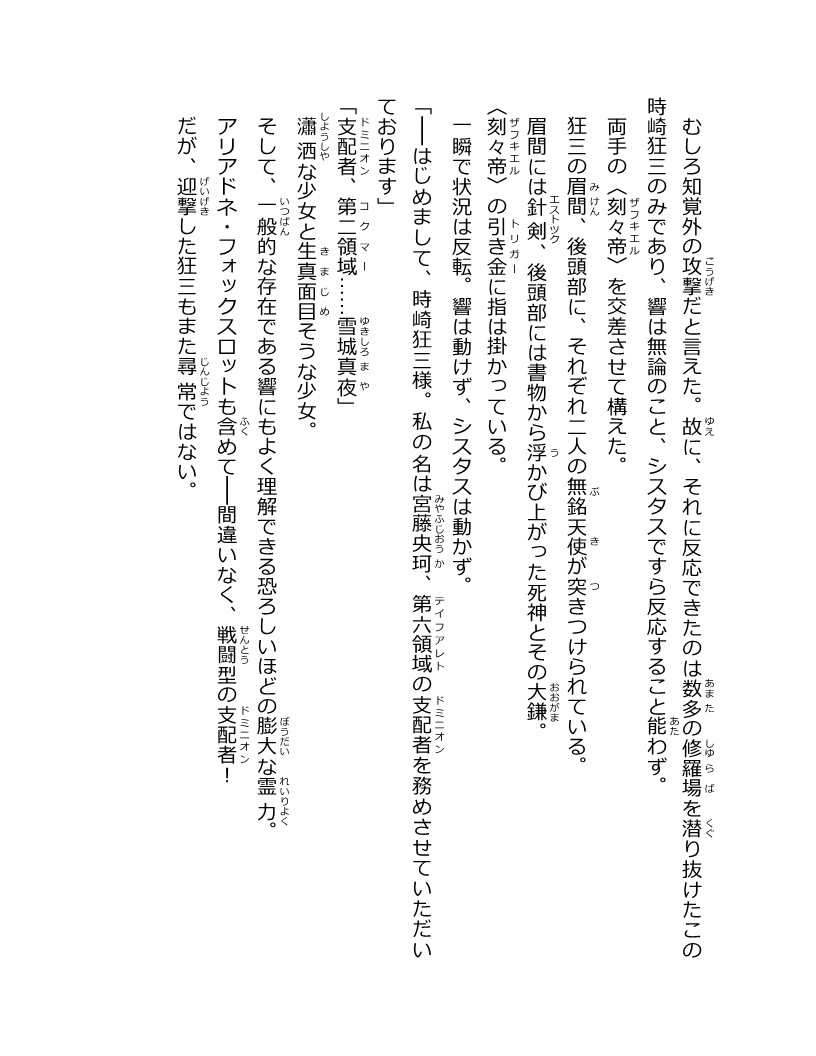 むしろ知覚外の攻撃だと言えた。故に、それに反応できたのは数多の修羅場を潜り抜けたこの
時崎狂三のみであり、響は無論のこと、シスタスですら反応すること能わず。
両手の〈刻々帝〉を交差させて構えた。
狂三の眉間、後頭部に、それぞれ二人の無銘天使が突きつけられている。
眉間には針剣、後頭部には書物から浮かび上がった死神とその大鎌。
〈刻々帝〉の引き金に指は掛かっている。
一瞬で状況は反転。響は動けず、シスタスは動かず。
「──はじめまして、時崎狂三様。私の名は宮藤央珂、第六領域の支配者を務めさせていただい
ております」
「支配者、第二領域……雪城真夜」
瀟洒な少女と生真面目そうな少女。
そして、一般的な存在である響にもよく理解できる恐ろしいほどの膨大な霊力。
アリアドネ・フォックスロットも含めて──間違いなく、戦闘型の支配者！
だが、迎撃した狂三もまた尋常ではない。